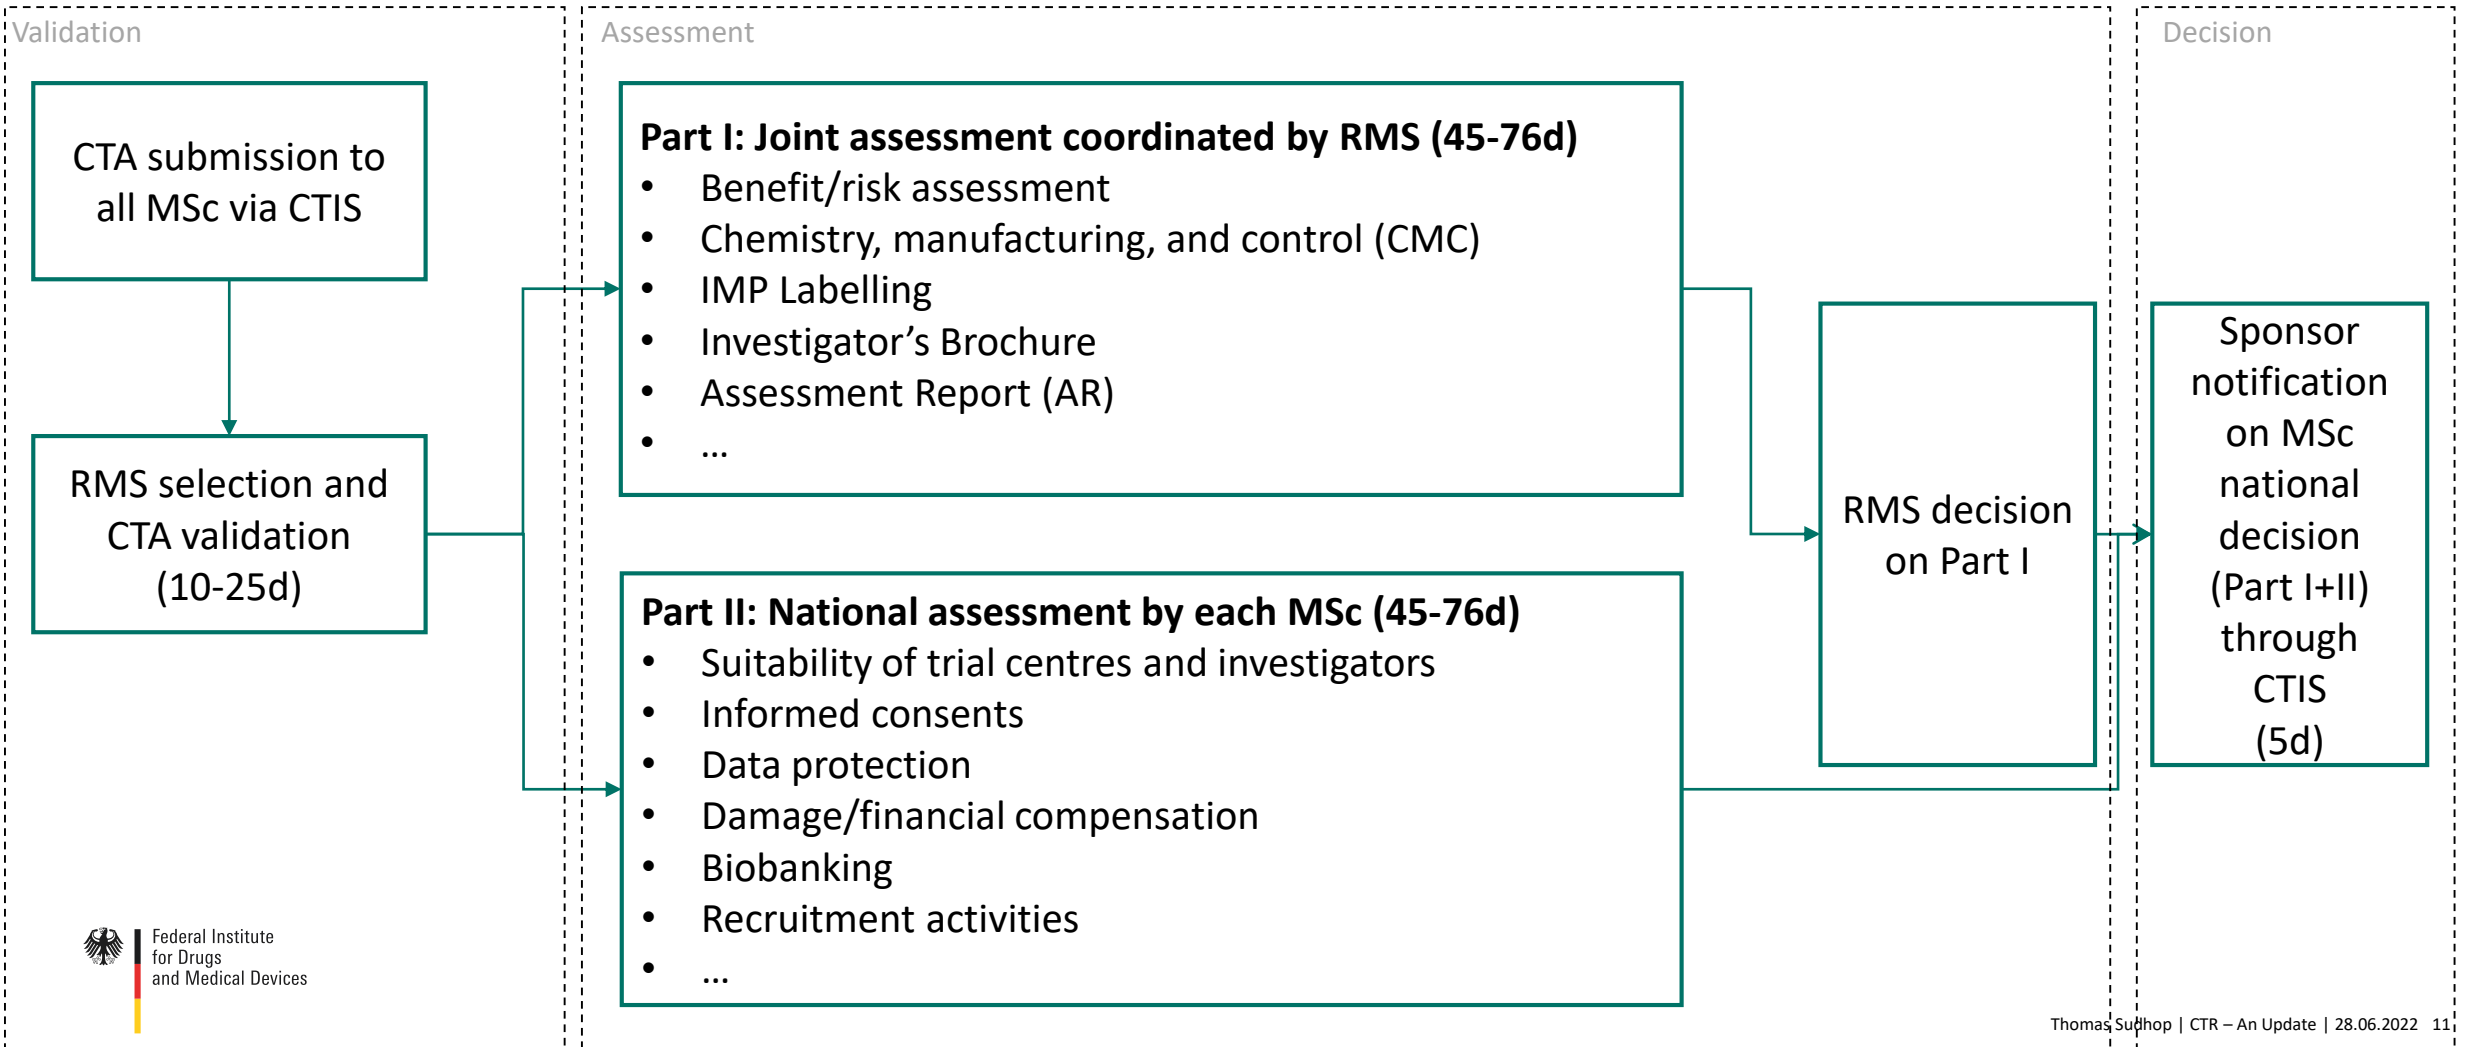 Validation
CTA submission to
all MSc via CTIS
RMS selection and
CTA validation
(10-25d)
Assessment
Part I: Joint assessment coordinated by RMS (45-76d)
• Benefit/risk assessment
• Chemistry, manufacturing, and control (CMC)
• IMP Labelling
• Investigator’s Brochure
• Assessment Report (AR)
• ...
Part II: National assessment by each MSc (45-76d)
• Suitability of trial centres and investigators
• Informed consents
• Data protection
• Damage/financial compensation
• Biobanking
• Recruitment activities
• ...
RMS decision
on Part I
Decision
Sponsor
notification
on MSc
national
decision
(Part I+II)
through
CTIS
(5d)
Federal Institute
for Drugs
and Medical Devices
Thomas Sudhop | CTR – An Update | 28.06.2022 11